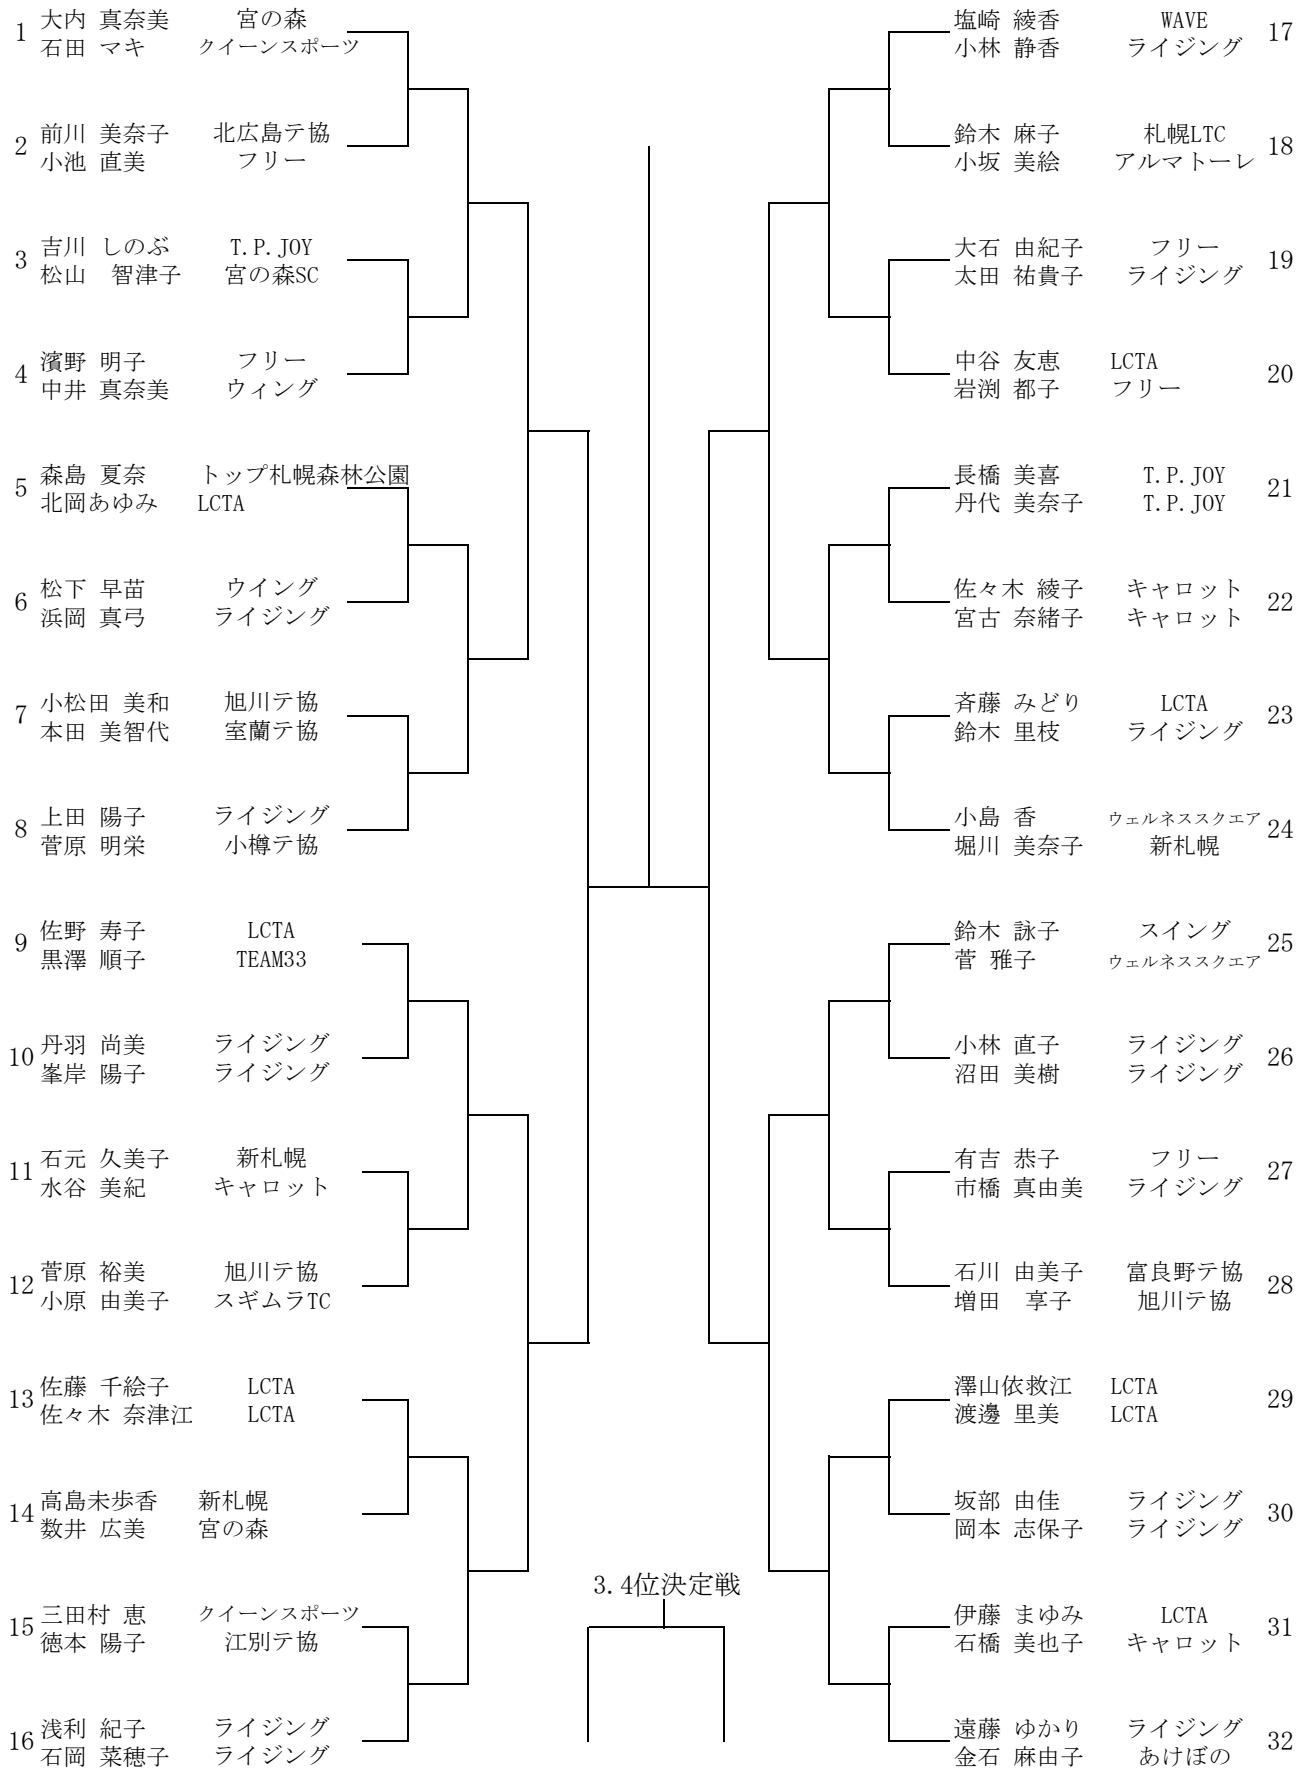 1 大内 真奈美 宮の森
石田 マキ クイーンスポーツ
2 前川 美奈子 北広島テ協
小池 直美 フリー
3 吉川 しのぶ T.P.JOY
松山 智津子 宮の森SC
4 濱野 明子 フリー
中井 真奈美 ウィング
5 森島 夏奈 トップ札幌森林公園
北岡あゆみ LCTA
6 松下 早苗 ウイング
浜岡 真弓 ライジング
7 小松田 美和 旭川テ協
本田 美智代 室蘭テ協
8 上田 陽子 ライジング
菅原 明栄 小樽テ協
9 佐野 寿子 LCTA
黒澤 順子 TEAM33
10 丹羽 尚美 ライジング
峯岸 陽子 ライジング
11 石元 久美子 新札幌
水谷 美紀 キャロット
12 菅原 裕美 旭川テ協
小原 由美子 スギムラTC
13 佐藤 千絵子 LCTA
佐々木 奈津江 LCTA
14 高島未歩香 新札幌
数井 広美 宮の森
15 三田村 恵 クイーンスポーツ
徳本 陽子 江別テ協
16 浅利 紀子 ライジング
石岡 菜穂子 ライジング
3.4位決定戦
塩崎 綾香 WAVE 17
小林 静香 ライジング
鈴木 麻子 札幌LTC 18
小坂 美絵 アルマトーレ
大石 由紀子 フリー 19
太田 祐貴子 ライジング
中谷 友恵 LCTA 20
岩渕 都子 フリー
長橋 美喜 T.P.JOY 21
丹代 美奈子 T.P.JOY
佐々木 綾子 キャロット 22
宮古 奈緒子 キャロット
斉藤 みどり LCTA 23
鈴木 里枝 ライジング
小島 香 ウェルネススクエア 24
堀川 美奈子 新札幌
鈴木 詠子 スイング 25
菅 雅子 ウェルネススクエア
小林 直子 ライジング 26
沼田 美樹 ライジング
有吉 恭子 フリー 27
市橋 真由美 ライジング
石川 由美子 富良野テ協 28
増田 享子 旭川テ協
澤山依救江 LCTA 29
渡邊 里美 LCTA
坂部 由佳 ライジング 30
岡本 志保子 ライジング
伊藤 まゆみ LCTA 31
石橋 美也子 キャロット
遠藤 ゆかり ライジング 32
金石 麻由子 あけぼの